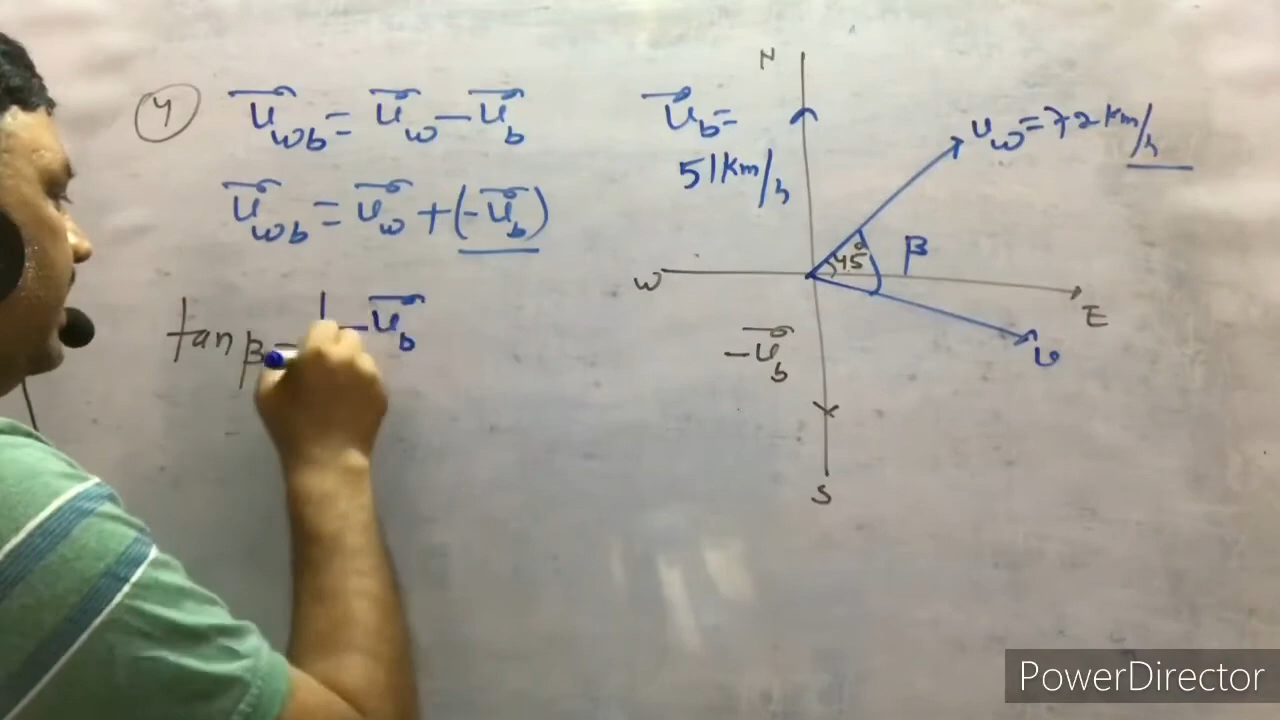 4
u⃗wb = u⃗w − u⃗b
u⃗wb = u⃗w + (−u⃗b)
tan β = |−u⃗b
u⃗b =
51 km/h
N
uw = 72 km/h
45°
β
W
E
υ
−u⃗b
S
PowerDirector